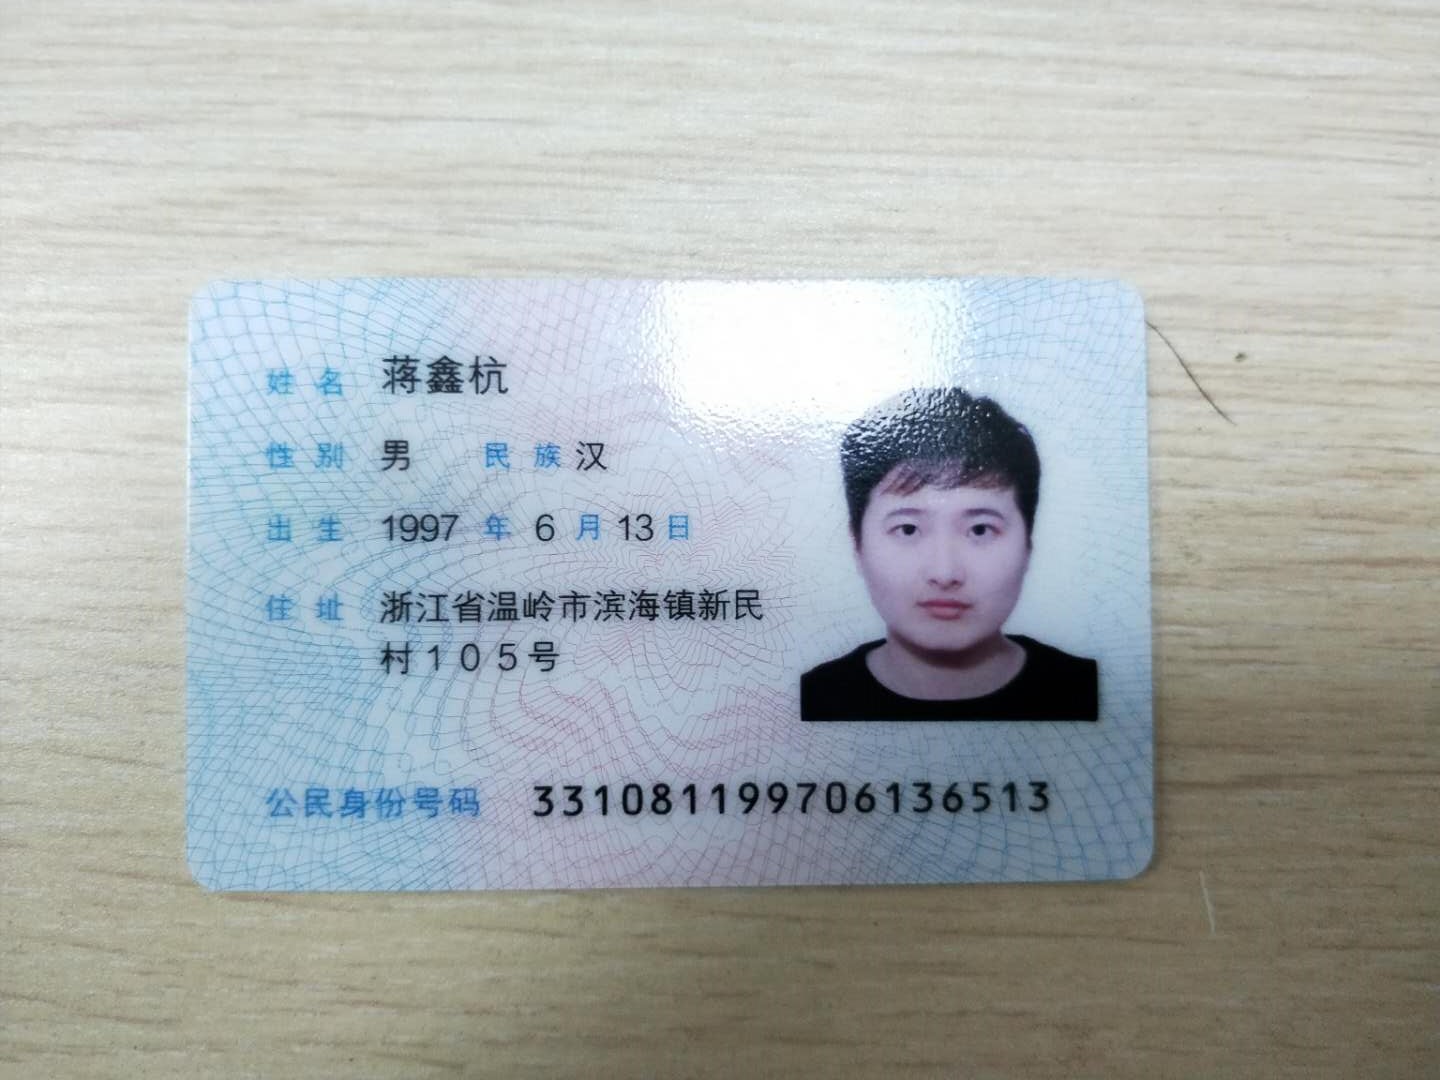 姓名 蒋鑫杭
性别 男 民族 汉
出生 1997 年 6 月 13 日
住址 浙江省温岭市滨海镇新民
村105号
公民身份号码 331081199706136513